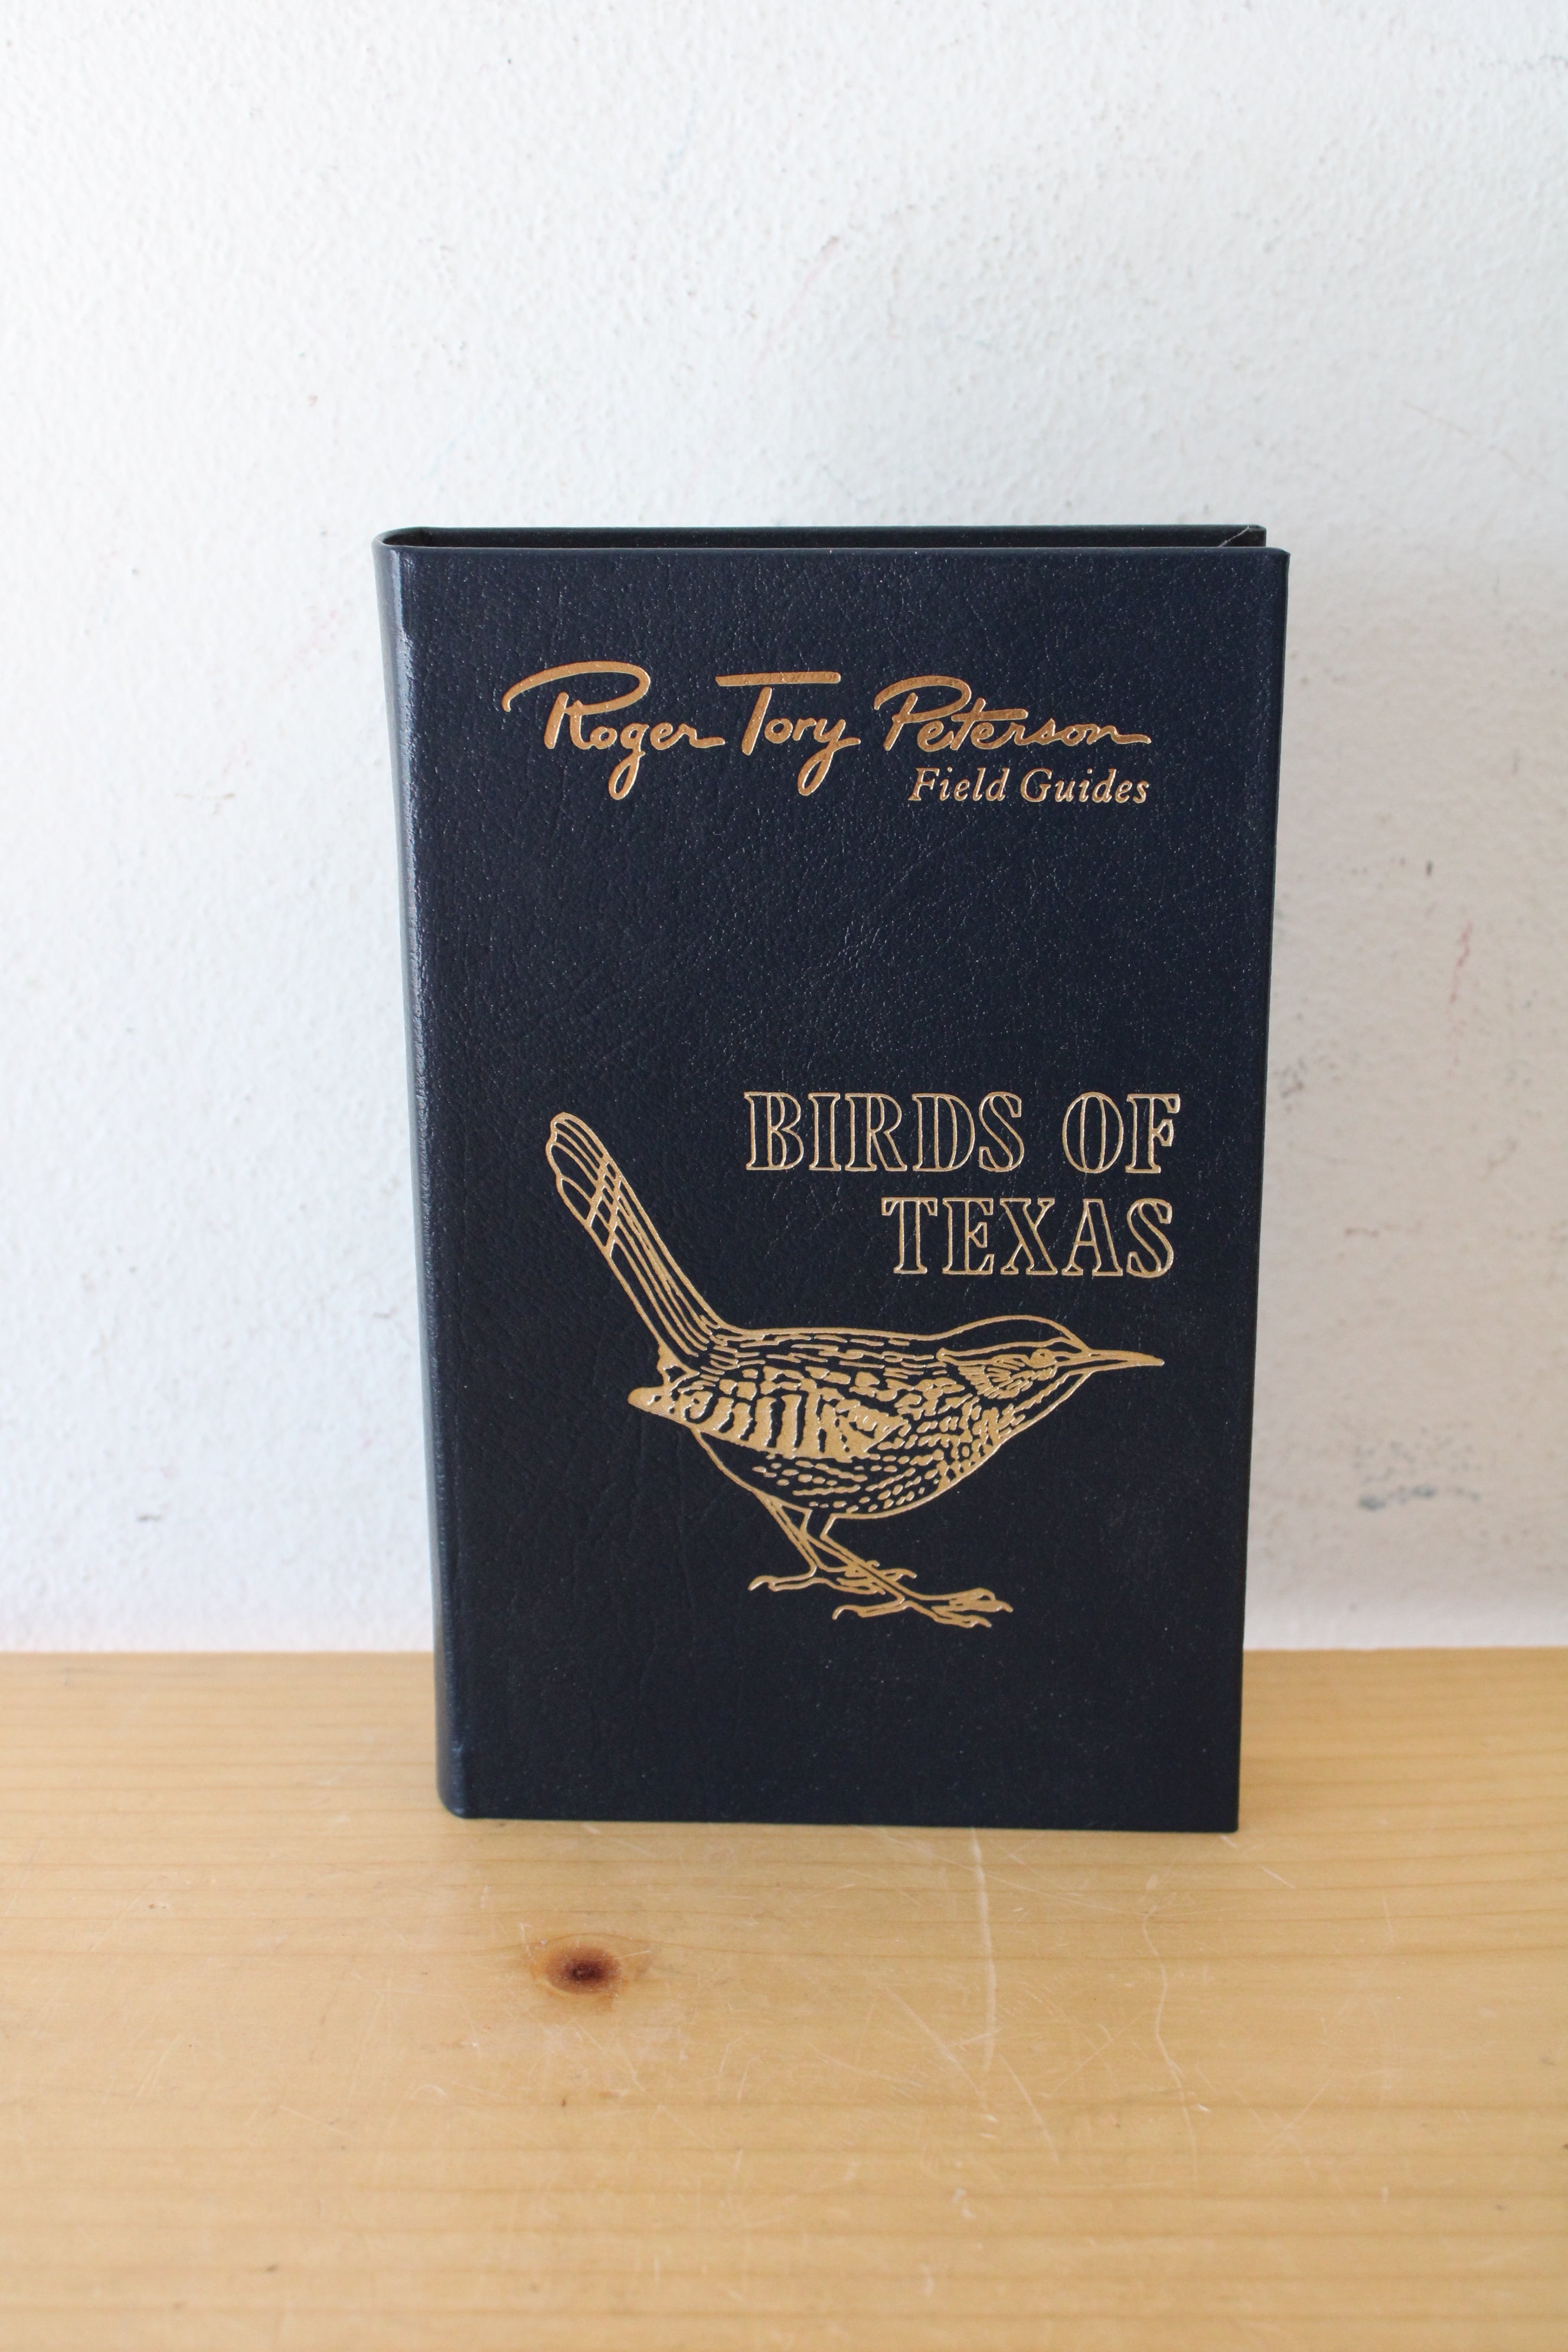 Roger Tory Peterson
Field Guides
BIRDS OF
TEXAS